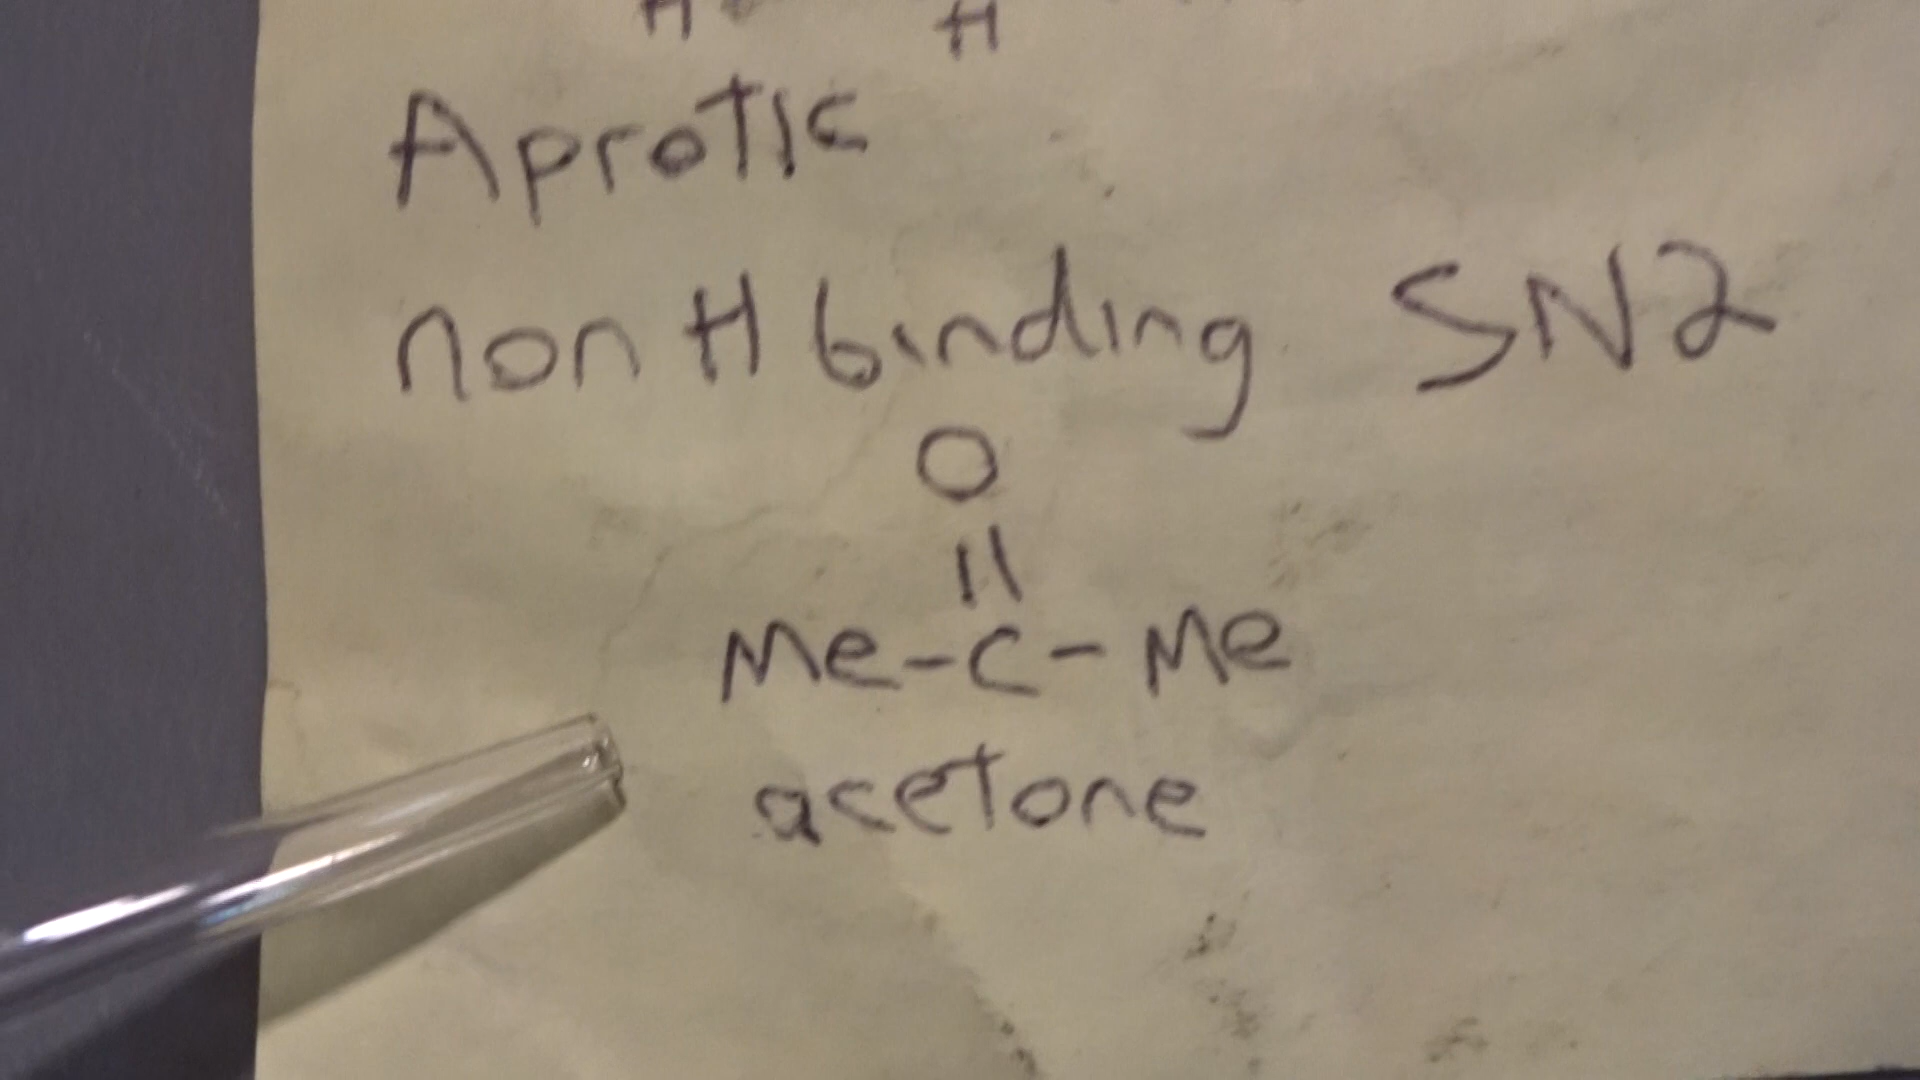 H H
Aprotic
non H binding SN2
O
||
Me-C-Me
acetone